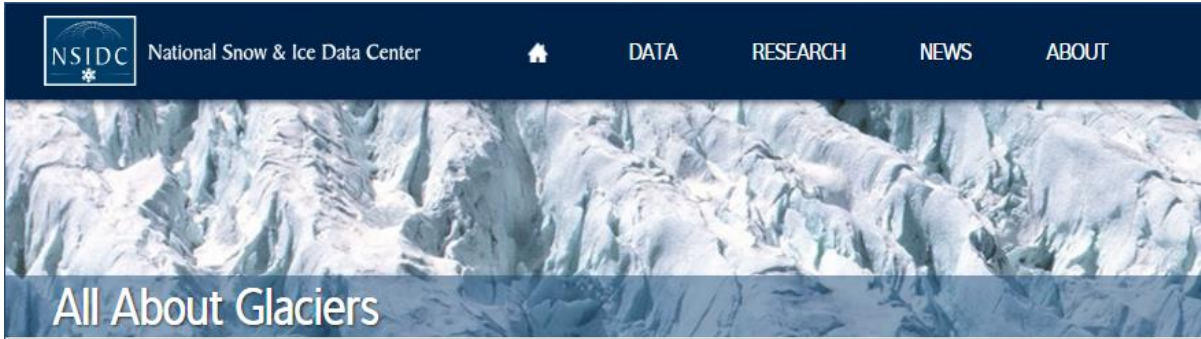 NSIDC National Snow & Ice Data Center DATA RESEARCH NEWS ABOUT
All About Glaciers